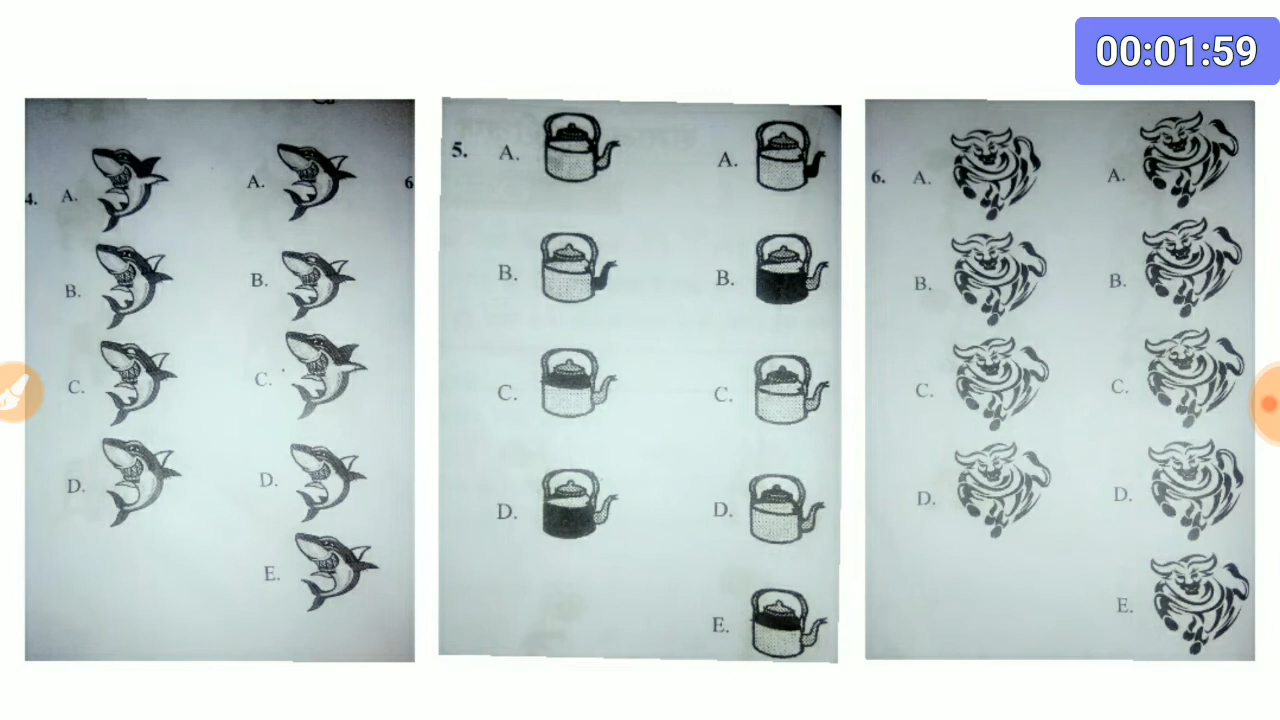 00:01:59
4. A. A. 6
B. B.
C. C.
D. D.
E.
5. A. A.
B. B.
C. C.
D. D.
E.
6. A. A.
B. B.
C. C.
D. D.
E.